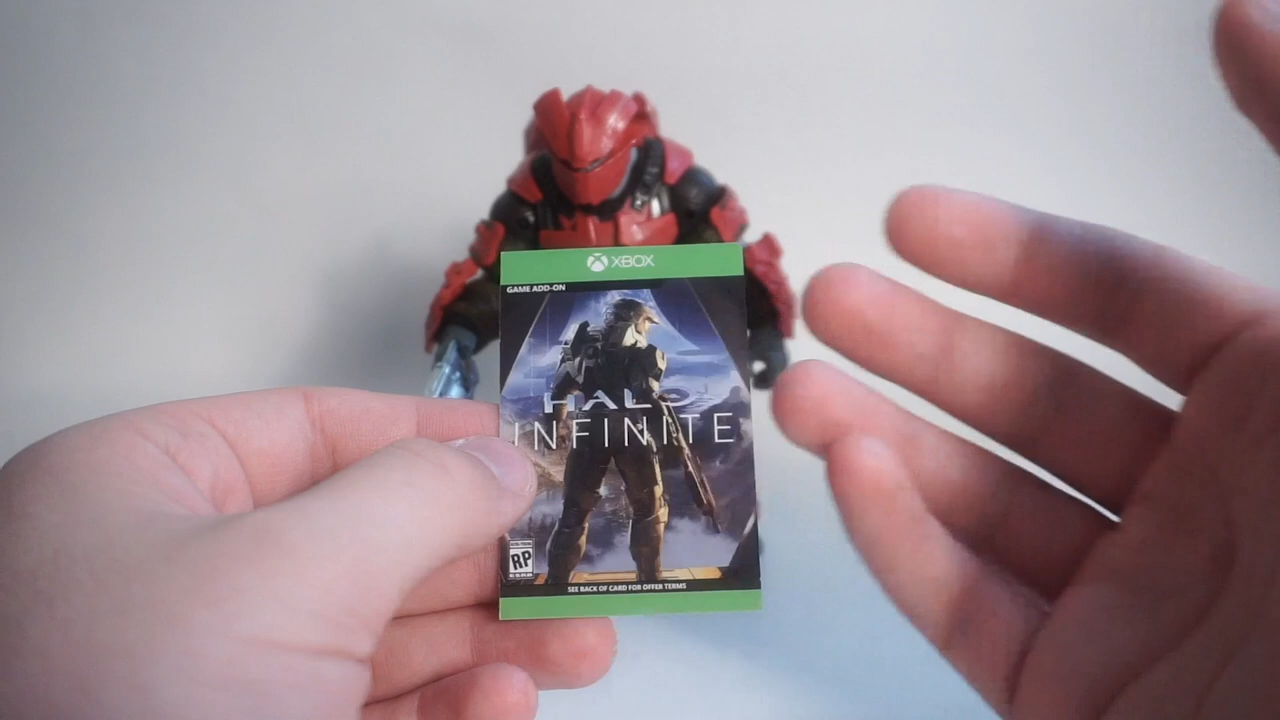 XBOX
GAME ADD-ON
HALO
INFINITE
RP
SEE BACK OF CARD FOR OFFER TERMS